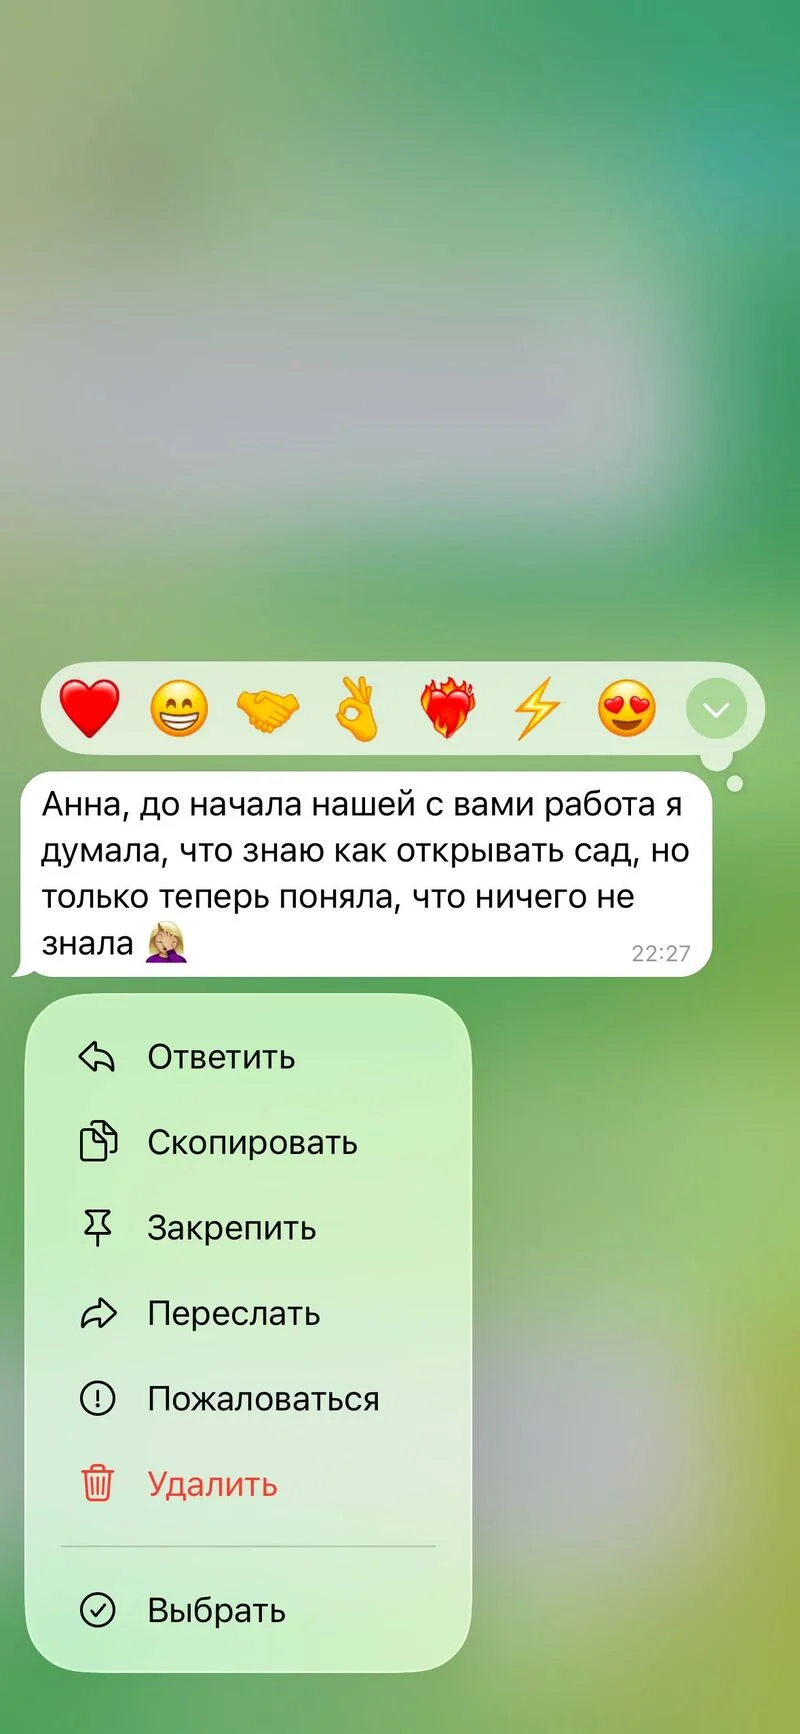 Анна, до начала нашей с вами работа я
думала, что знаю как открывать сад, но
только теперь поняла, что ничего не
знала 🤦🏼‍♀️
22:27
Ответить
Скопировать
Закрепить
Переслать
Пожаловаться
Удалить
Выбрать